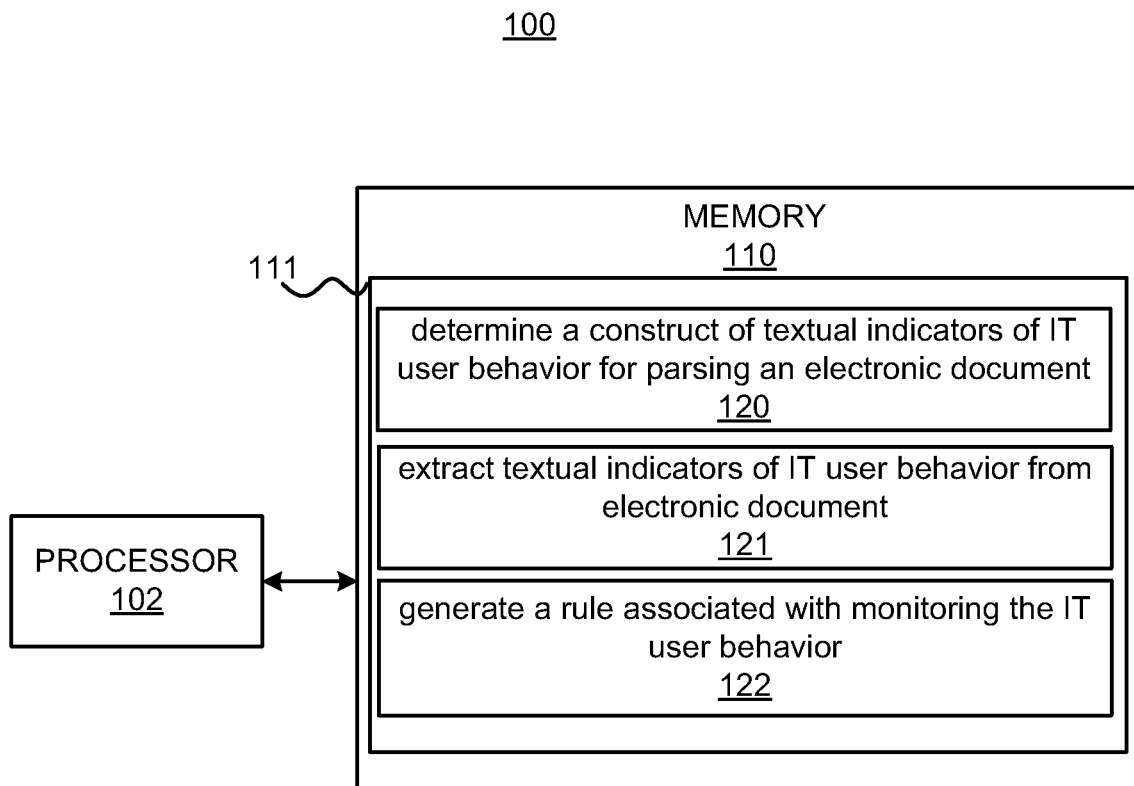 100
MEMORY
110
111
determine a construct of textual indicators of IT
user behavior for parsing an electronic document
120
extract textual indicators of IT user behavior from
electronic document
121
PROCESSOR
102
generate a rule associated with monitoring the IT
user behavior
122